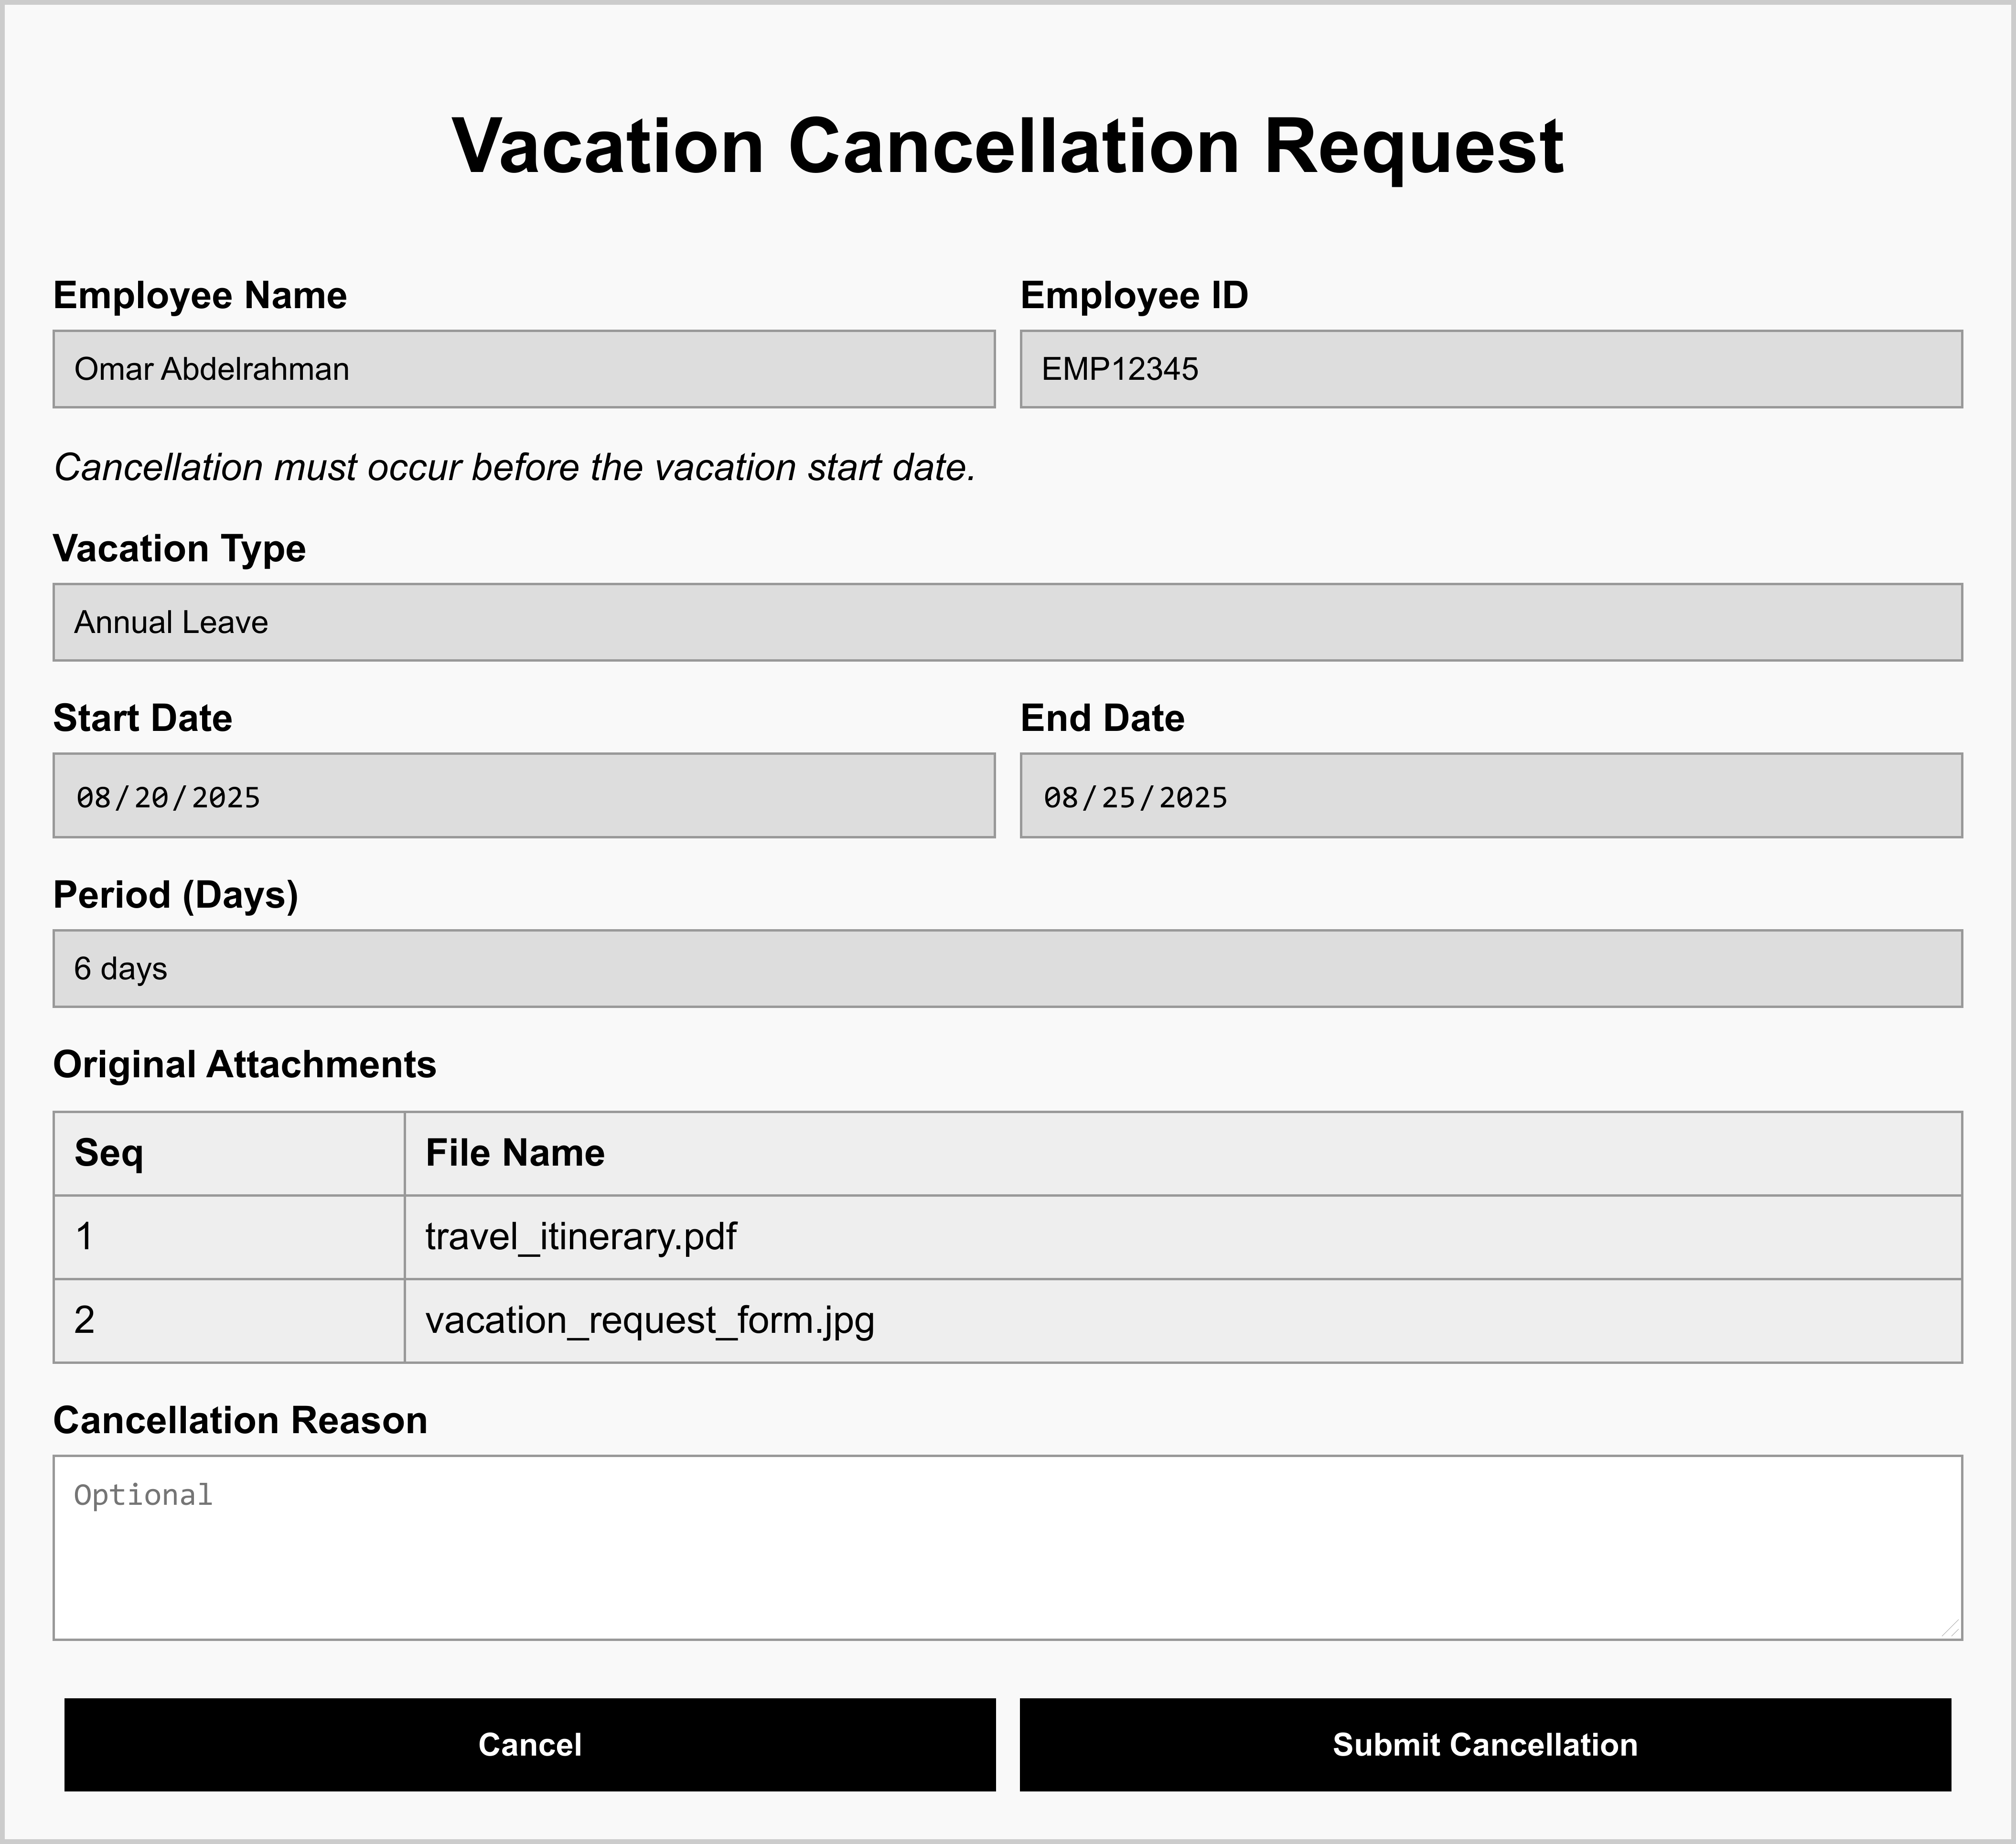 Vacation Cancellation Request
Employee Name
Employee ID
Omar Abdelrahman
EMP12345
Cancellation must occur before the vacation start date.
Vacation Type
Annual Leave
Start Date
End Date
08/20/2025
08/25/2025
Period (Days)
6 days
Original Attachments
Seq
File Name
1
travel_itinerary.pdf
2
vacation_request_form.jpg
Cancellation Reason
Optional
Cancel
Submit Cancellation